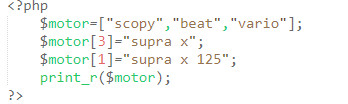 <?php
$motor=["scopy","beat","vario"];
$motor[3]="supra x";
$motor[1]="supra x 125";
print_r($motor);
?>